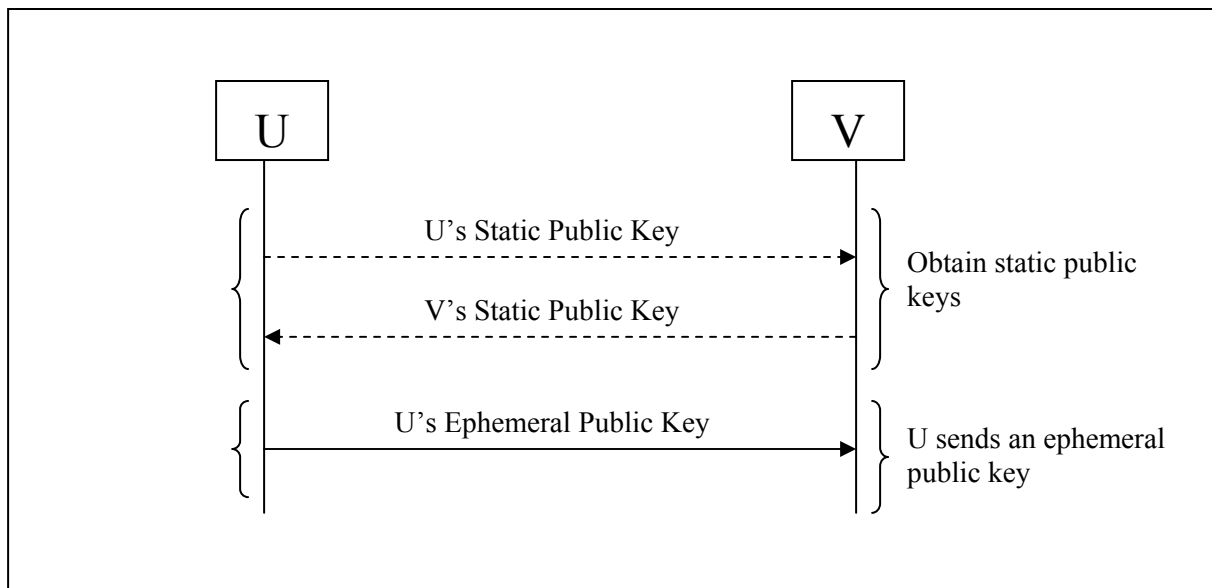 U
V
U’s Static Public Key
V’s Static Public Key
Obtain static public
keys
U’s Ephemeral Public Key
U sends an ephemeral
public key